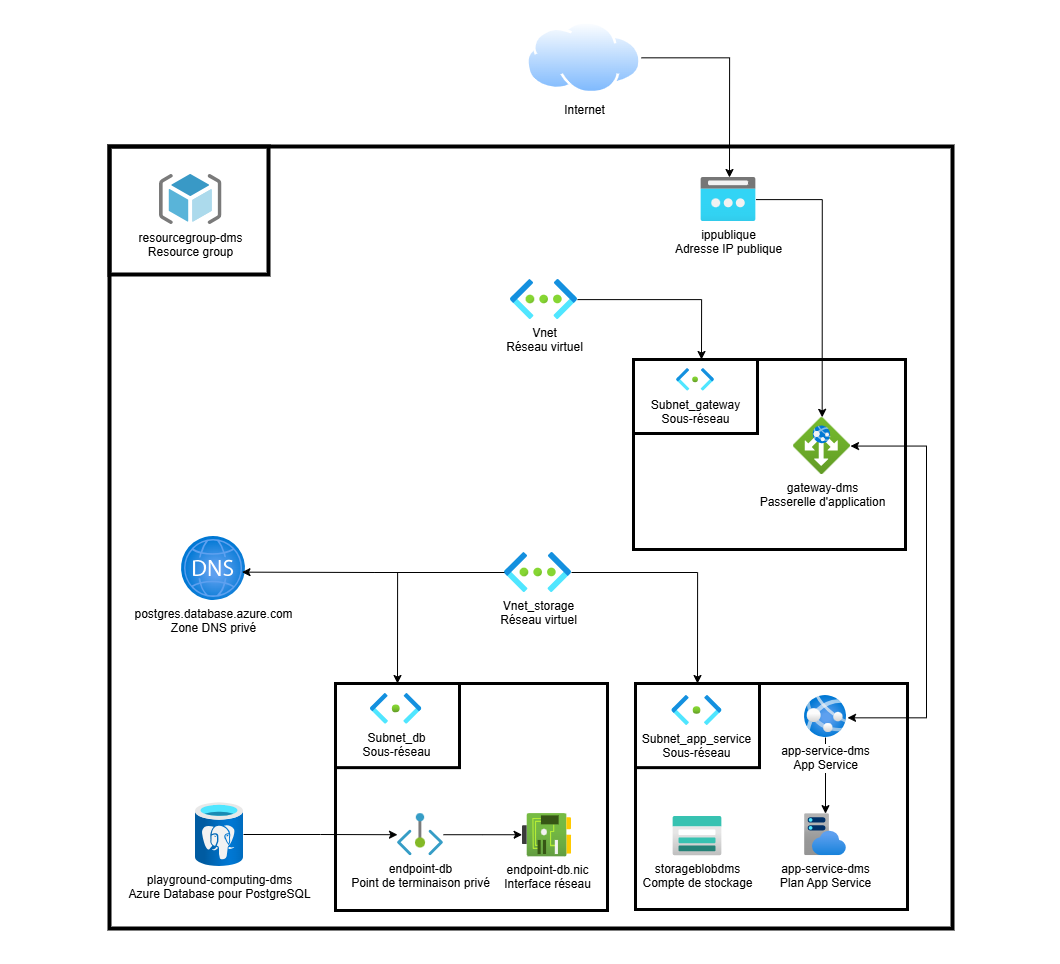 Internet
resourcegroup-dms
Resource group
ippublique
Adresse IP publique
Vnet
Réseau virtuel
Subnet_gateway
Sous-réseau
gateway-dms
Passerelle d'application
DNS
postgres.database.azure.com
Zone DNS privé
Vnet_storage
Réseau virtuel
Subnet_db
Sous-réseau
Subnet_app_service
Sous-réseau
app-service-dms
App Service
playground-computing-dms
Azure Database pour PostgreSQL
endpoint-db
Point de terminaison privé
endpoint-db.nic
Interface réseau
storageblobdms
Compte de stockage
app-service-dms
Plan App Service